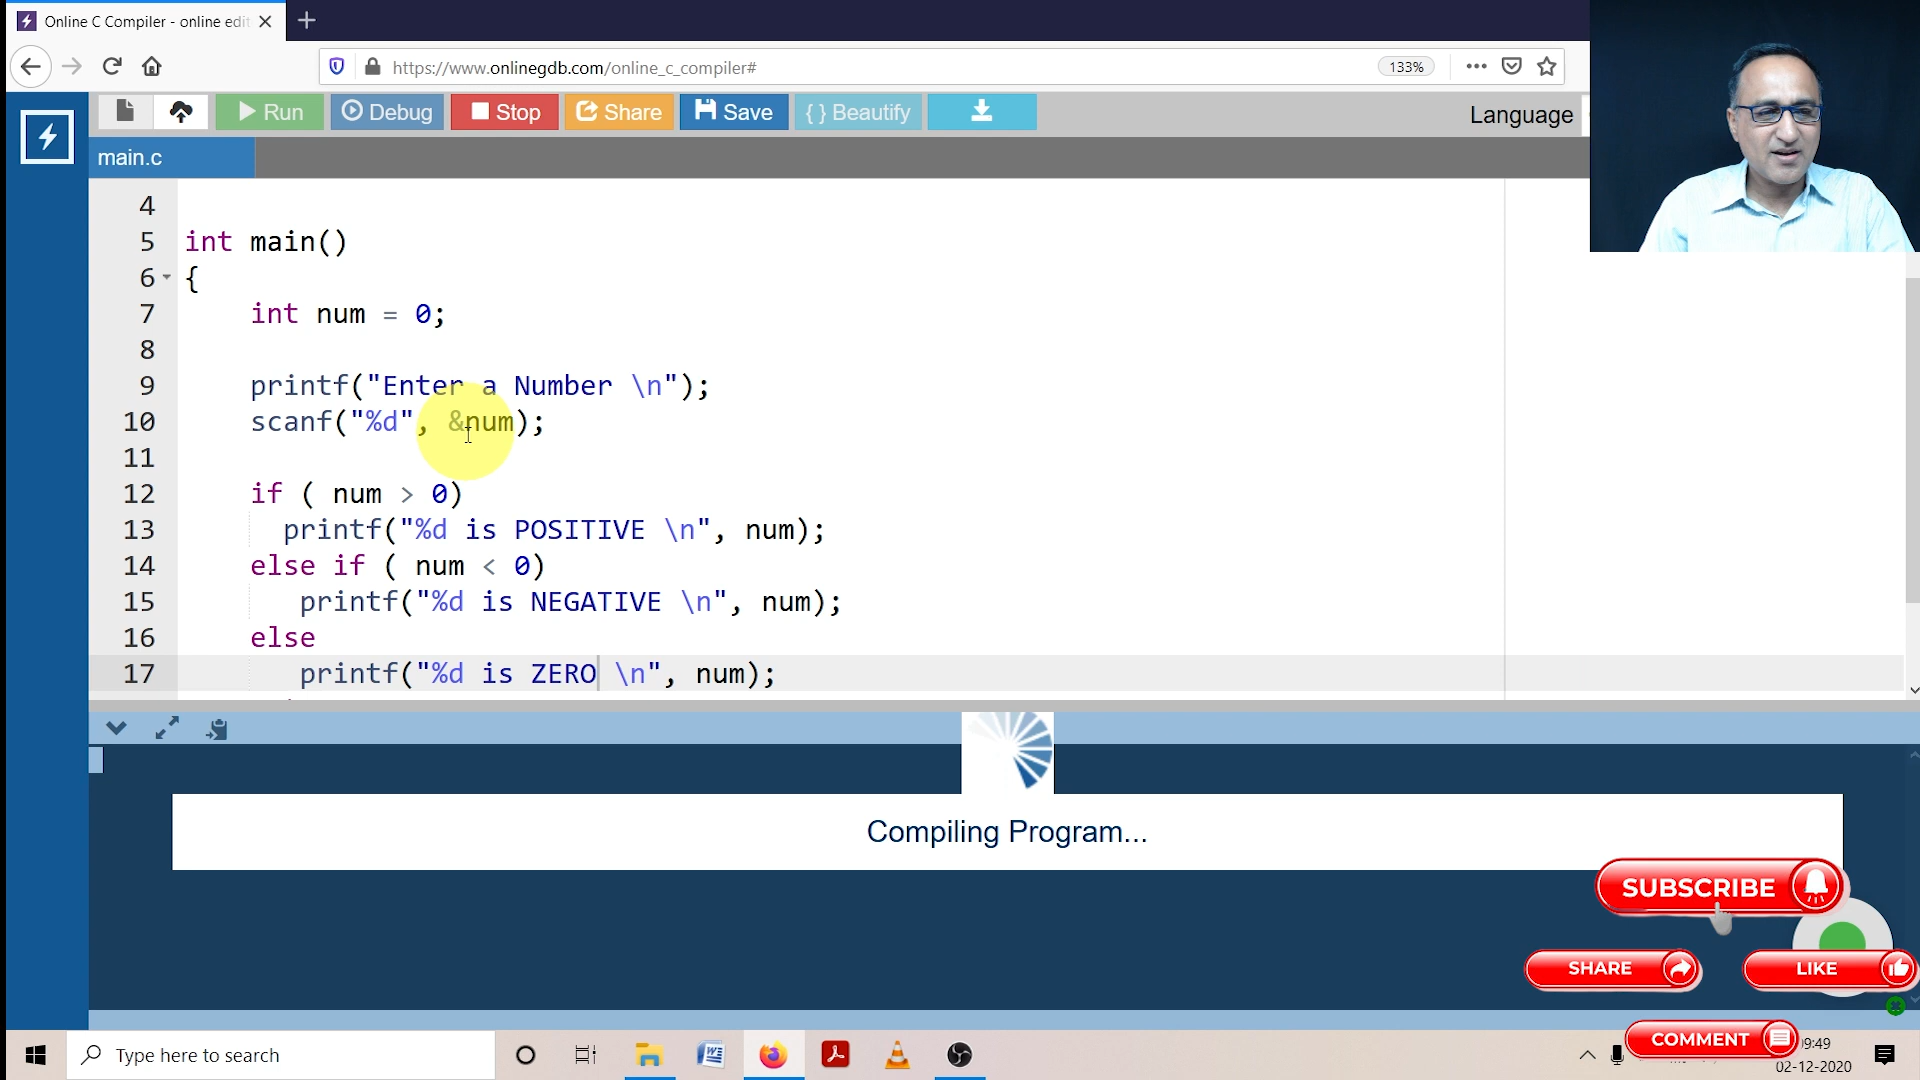 Online C Compiler - online edi
https://www.onlinegdb.com/online_c_compiler#
133%
Run
Debug
Stop
Share
Save
{ } Beautify
Language
main.c
4
5 int main()
6 {
7 int num = 0;
8
9 printf("Enter a Number \n");
10 scanf("%d", &num);
11
12 if ( num > 0)
13 printf("%d is POSITIVE \n", num);
14 else if ( num < 0)
15 printf("%d is NEGATIVE \n", num);
16 else
17 printf("%d is ZERO \n", num);
Compiling Program...
SUBSCRIBE
SHARE
LIKE
COMMENT
Type here to search
9:49
02-12-2020